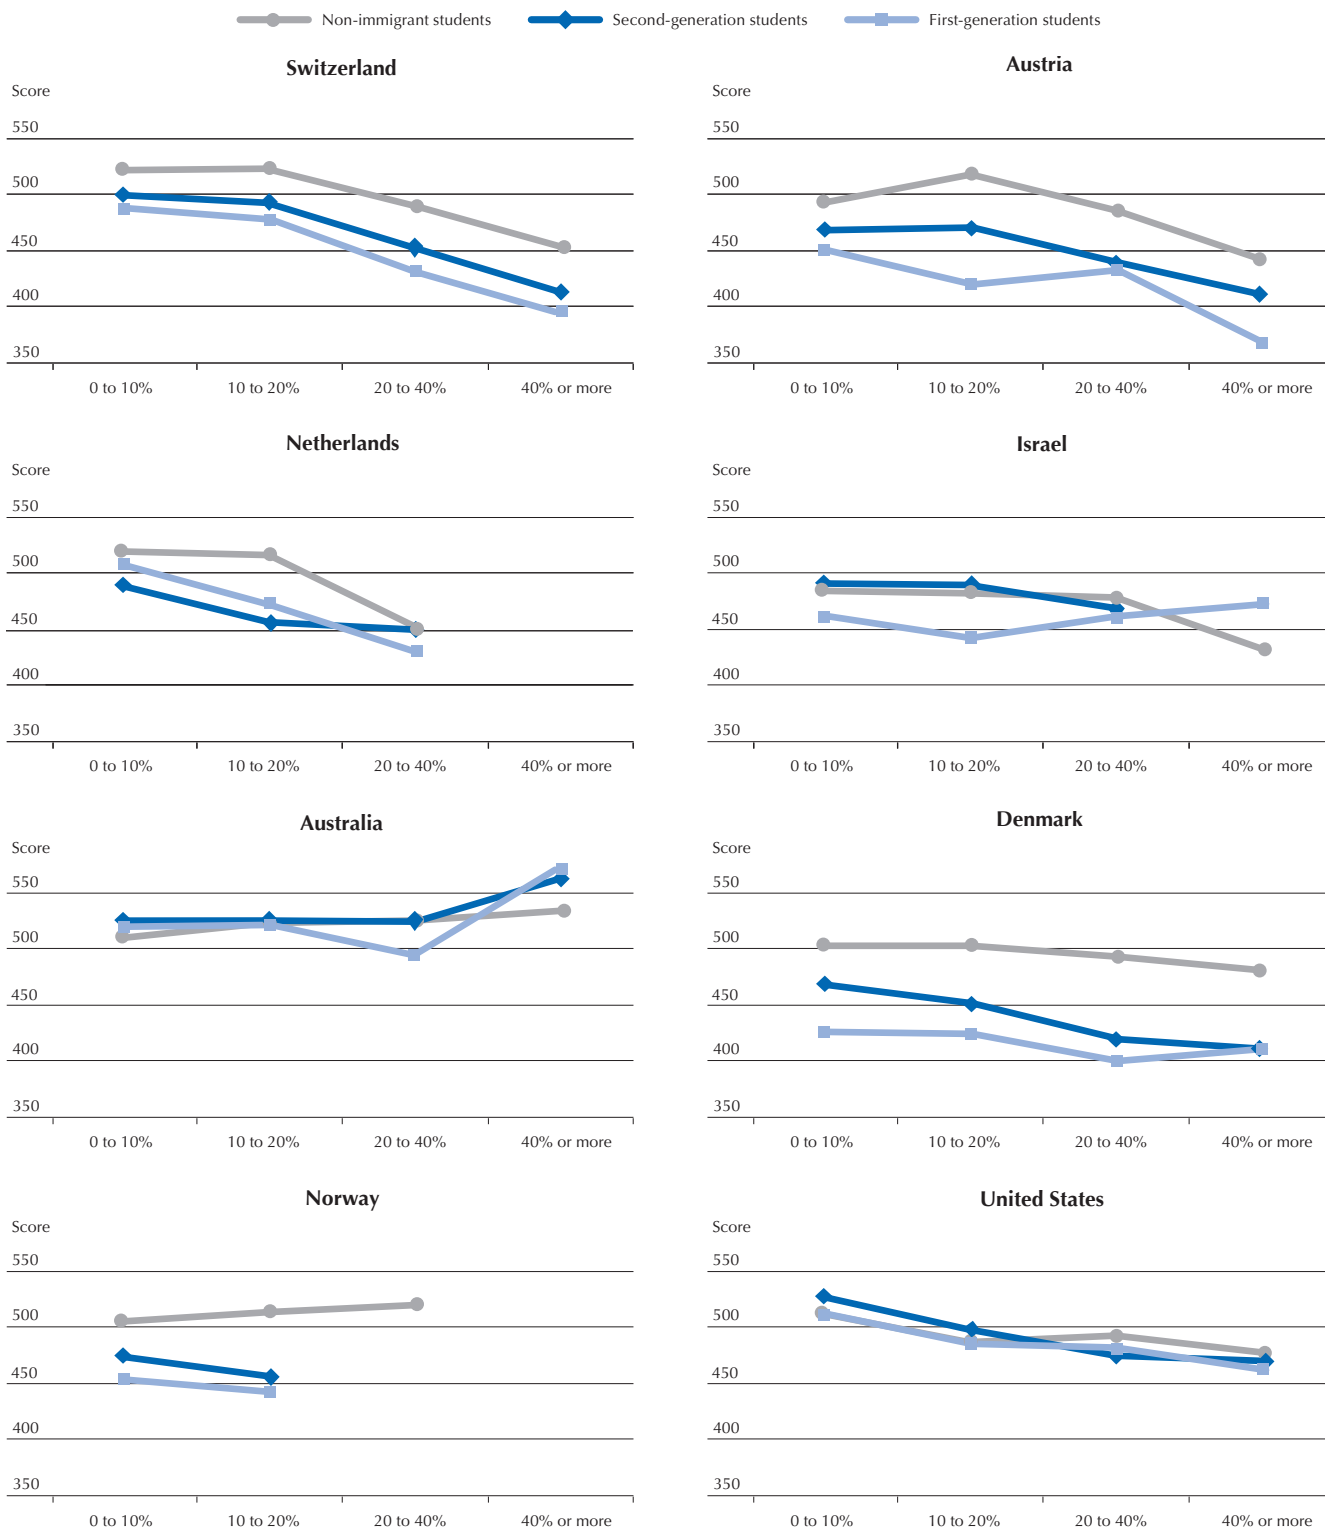 Non-immigrant students Second-generation students First-generation students
Switzerland
Score
550
500
450
400
350
0 to 10% 10 to 20% 20 to 40% 40% or more
Austria
Score
550
500
450
400
350
0 to 10% 10 to 20% 20 to 40% 40% or more
Netherlands
Score
550
500
450
400
350
0 to 10% 10 to 20% 20 to 40% 40% or more
Israel
Score
550
500
450
400
350
0 to 10% 10 to 20% 20 to 40% 40% or more
Australia
Score
550
500
450
400
350
0 to 10% 10 to 20% 20 to 40% 40% or more
Denmark
Score
550
500
450
400
350
0 to 10% 10 to 20% 20 to 40% 40% or more
Norway
Score
550
500
450
400
350
0 to 10% 10 to 20% 20 to 40% 40% or more
United States
Score
550
500
450
400
350
0 to 10% 10 to 20% 20 to 40% 40% or more